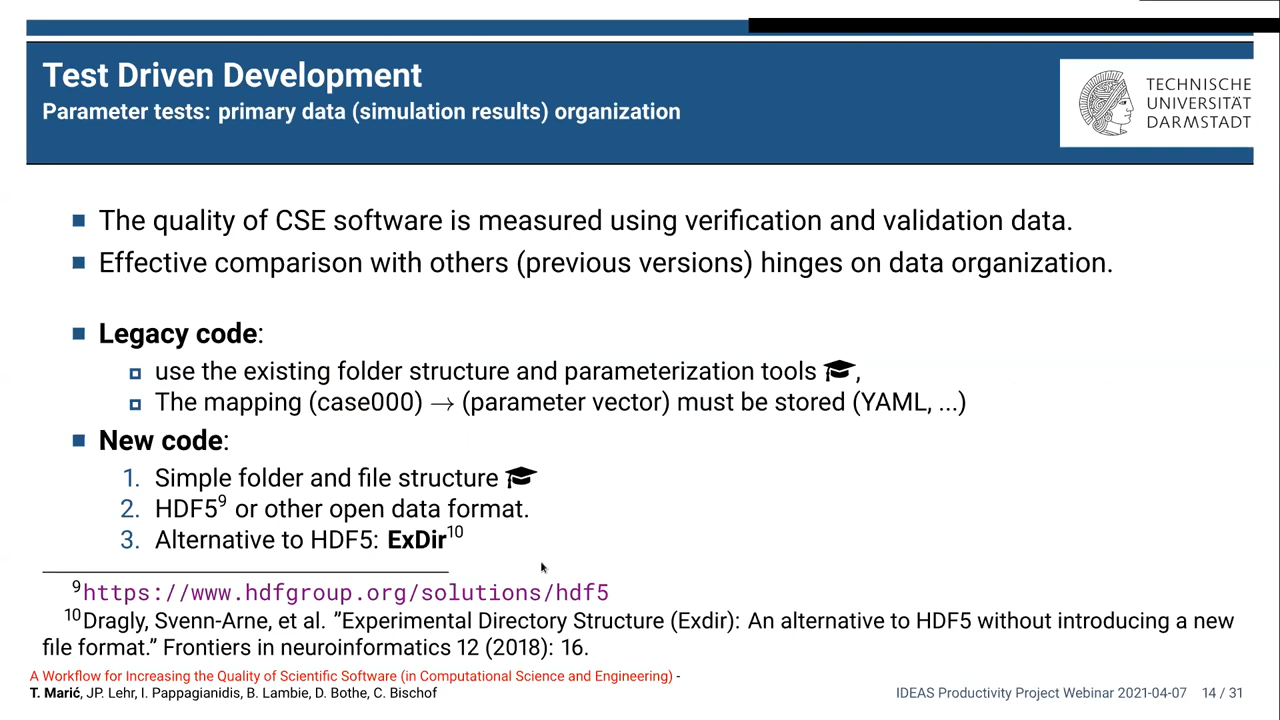 Test Driven Development
Parameter tests: primary data (simulation results) organization
TECHNISCHE
UNIVERSITÄT
DARMSTADT
The quality of CSE software is measured using verification and validation data.
Effective comparison with others (previous versions) hinges on data organization.
Legacy code:
use the existing folder structure and parameterization tools ,
The mapping (case000) → (parameter vector) must be stored (YAML, ...)
New code:
1. Simple folder and file structure
2. HDF5⁹ or other open data format.
3. Alternative to HDF5: ExDir¹⁰
⁹https://www.hdfgroup.org/solutions/hdf5
¹⁰Dragly, Svenn-Arne, et al. ”Experimental Directory Structure (Exdir): An alternative to HDF5 without introducing a new
file format.” Frontiers in neuroinformatics 12 (2018): 16.
A Workflow for Increasing the Quality of Scientific Software (in Computational Science and Engineering) -
T. Marić, JP. Lehr, I. Pappagianidis, B. Lambie, D. Bothe, C. Bischof
IDEAS Productivity Project Webinar 2021-04-07 14 / 31